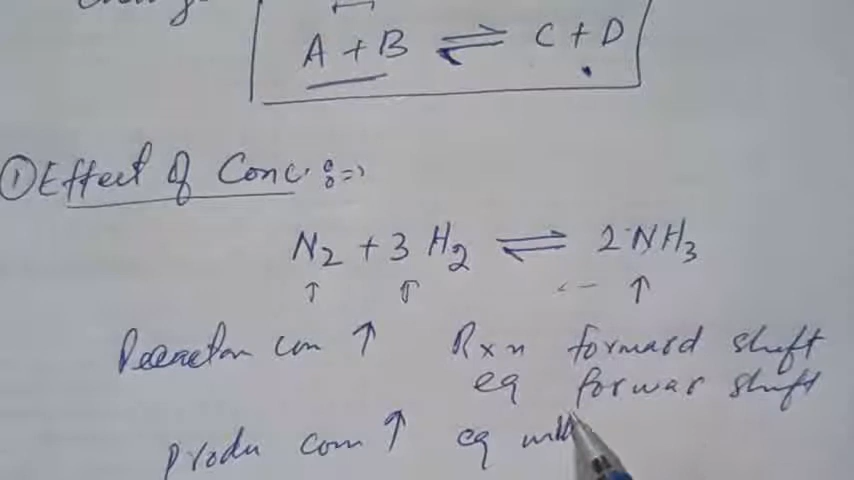 A + B ⇌ C + D
① Effect of Conc. :⇒
N₂ + 3 H₂ ⇌ 2 NH₃
↑ ↑ ← ↑
con ↑ Rxn forward shift
eq forwar shift
Produ con ↑ eq will